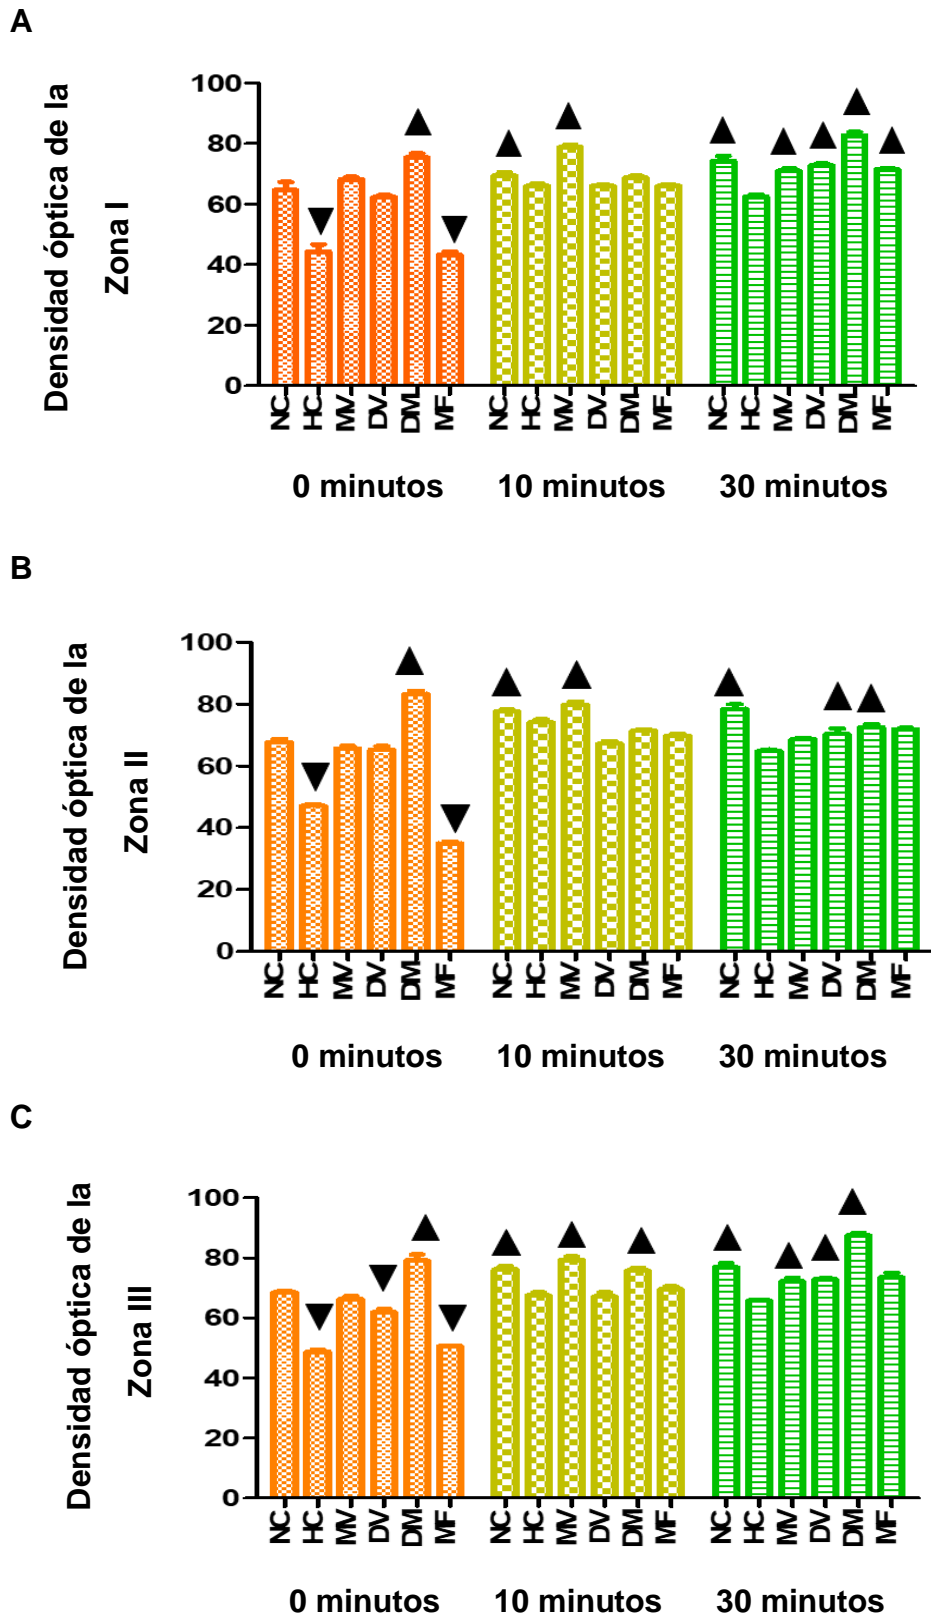 A
Densidad óptica de la
Zona I
100
80
60
40
20
0
NC HC MV DV DM MF NC HC MV DV DM MF NC HC MV DV DM MF
0 minutos 10 minutos 30 minutos
B
Densidad óptica de la
Zona II
100
80
60
40
20
0
NC HC MV DV DM MF NC HC MV DV DM MF NC HC MV DV DM MF
0 minutos 10 minutos 30 minutos
C
Densidad óptica de la
Zona III
100
80
60
40
20
0
NC HC MV DV DM MF NC HC MV DV DM MF NC HC MV DV DM MF
0 minutos 10 minutos 30 minutos